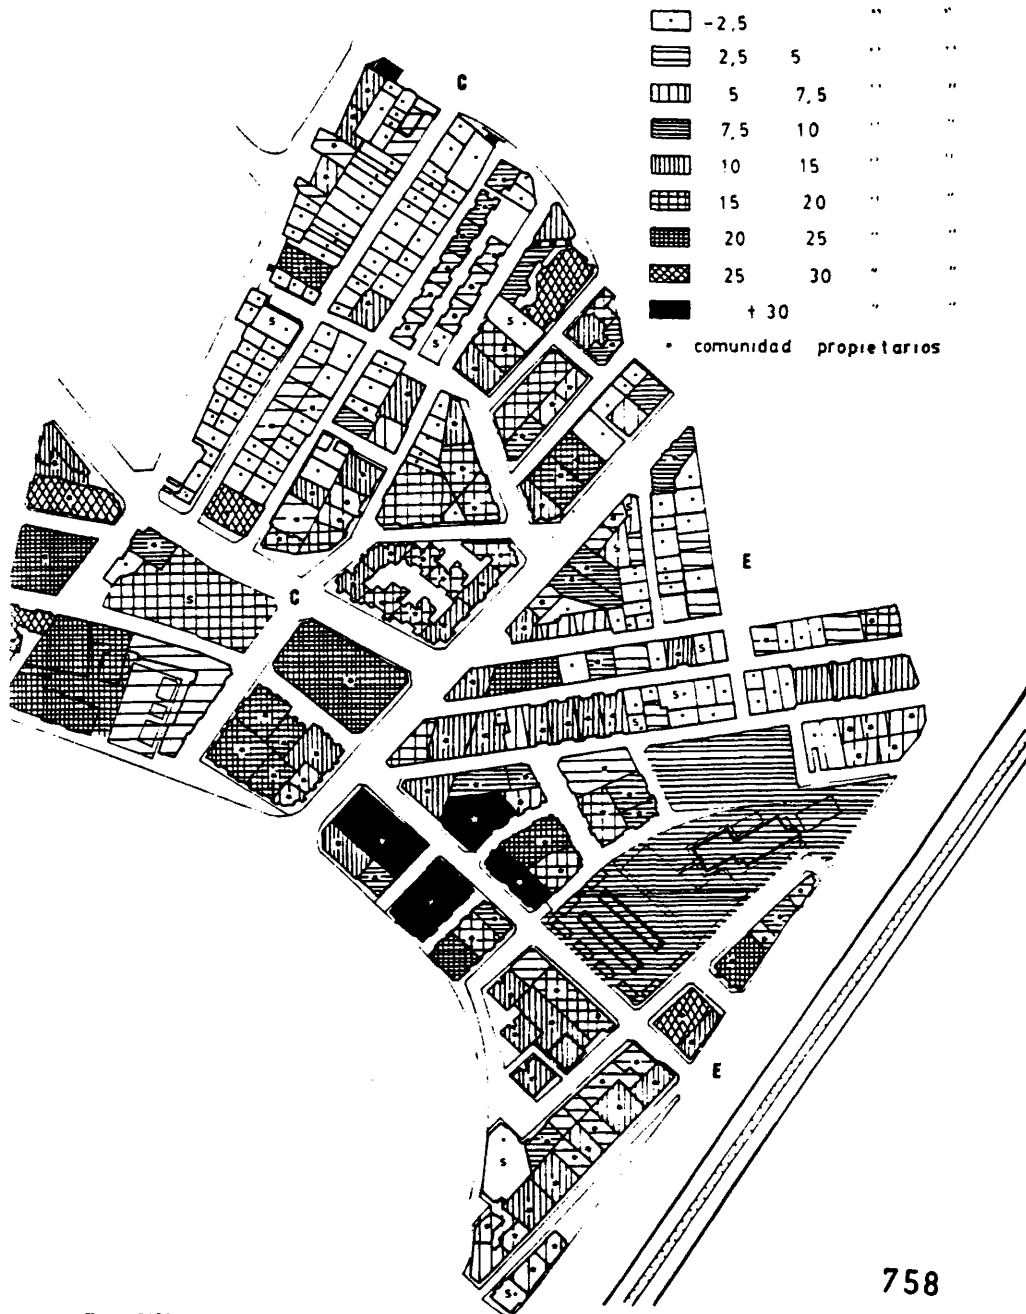 -2,5 " "
2,5 5 " "
5 7,5 " "
7,5 10 " "
10 15 " "
15 20 " "
20 25 " "
25 30 " "
+ 30 " "
• comunidad propietarios
C
S
S
S
S
S
E
S
C
S
S
S
E
S
S
758